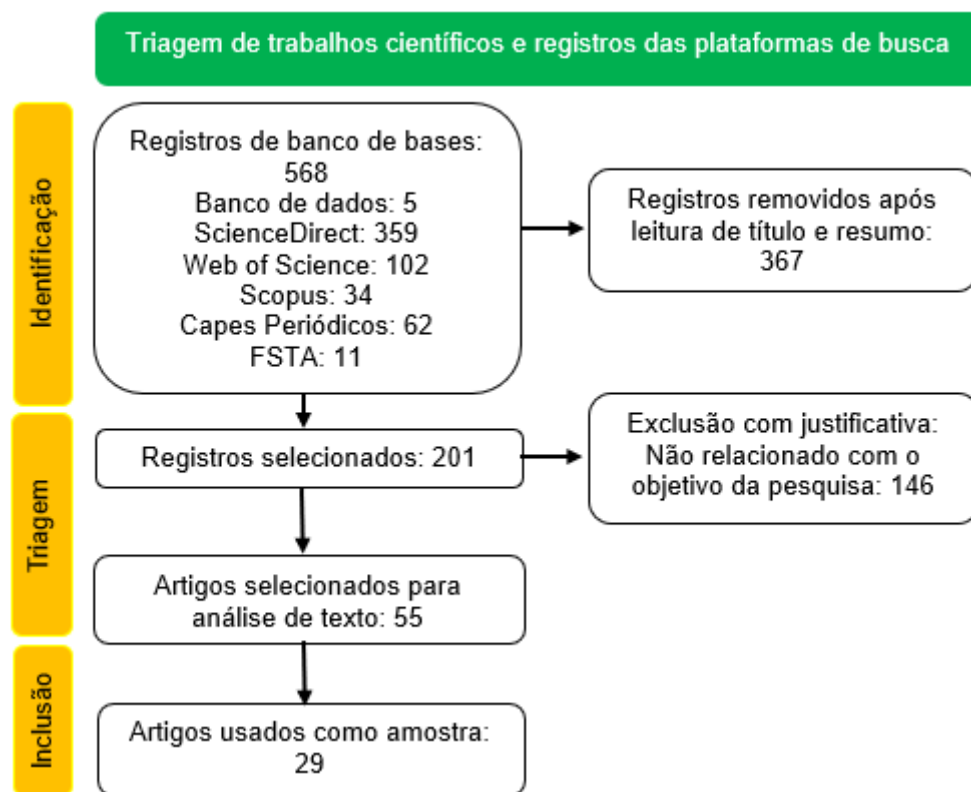 Triagem de trabalhos científicos e registros das plataformas de busca
Identificação
Registros de banco de bases:
568
Banco de dados: 5
ScienceDirect: 359
Web of Science: 102
Scopus: 34
Capes Periódicos: 62
FSTA: 11
Registros removidos após
leitura de título e resumo:
367
Triagem
Registros selecionados: 201
Exclusão com justificativa:
Não relacionado com o
objetivo da pesquisa: 146
Artigos selecionados para
análise de texto: 55
Inclusão
Artigos usados como amostra:
29